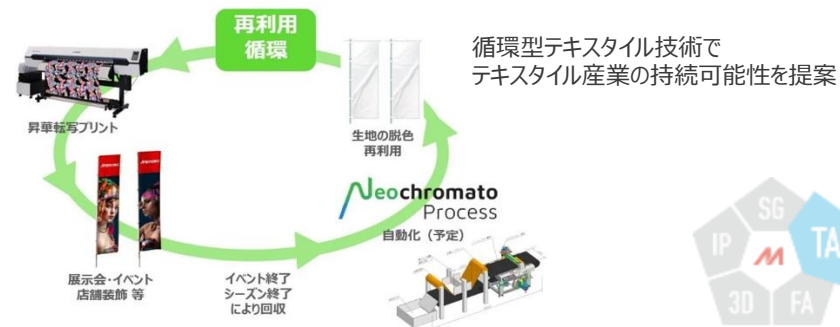 再利用
循環
循環型テキスタイル技術で
テキスタイル産業の持続可能性を提案
昇華転写プリント
生地の脱色
再利用
Neochromato
Process
自動化（予定）
展示会・イベント
店舗装飾 等
イベント終了
シーズン終了
により回収
SG
IP
TA
3D
FA